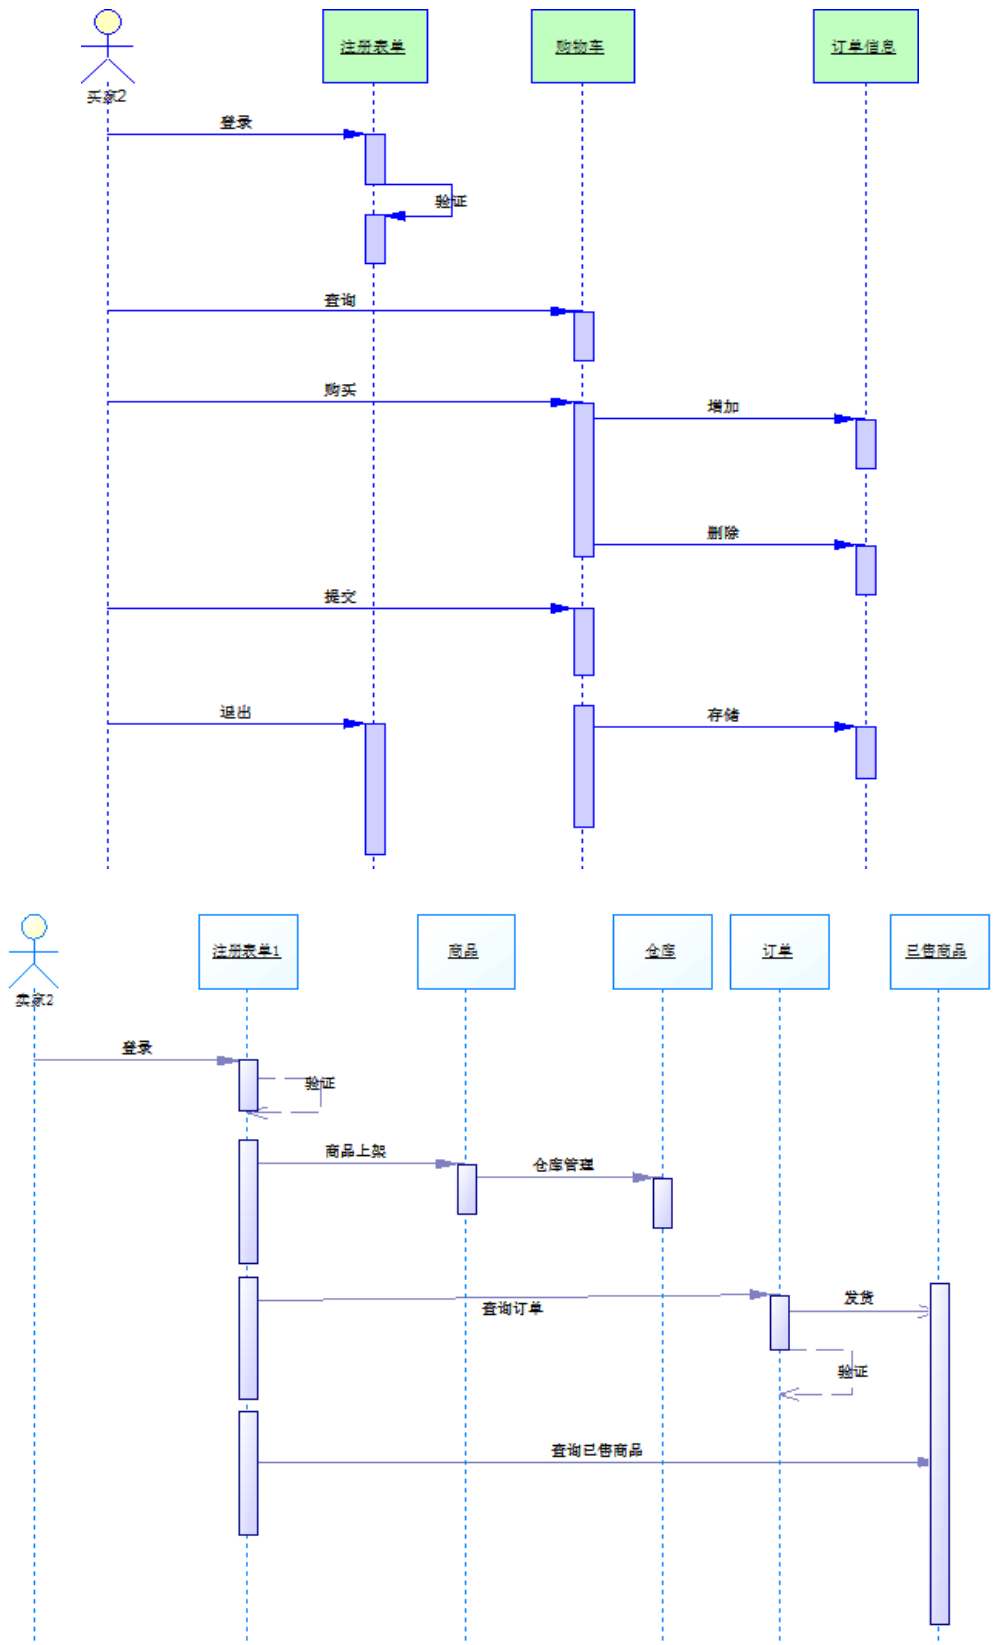 注册表单
购物车
订单信息
买家2
登录
验证
查询
购买
增加
删除
提交
退出
存储
注册表单1
商品
仓库
订单
已售商品
卖家2
登录
验证
商品上架
仓库管理
查询订单
发货
验证
查询已售商品